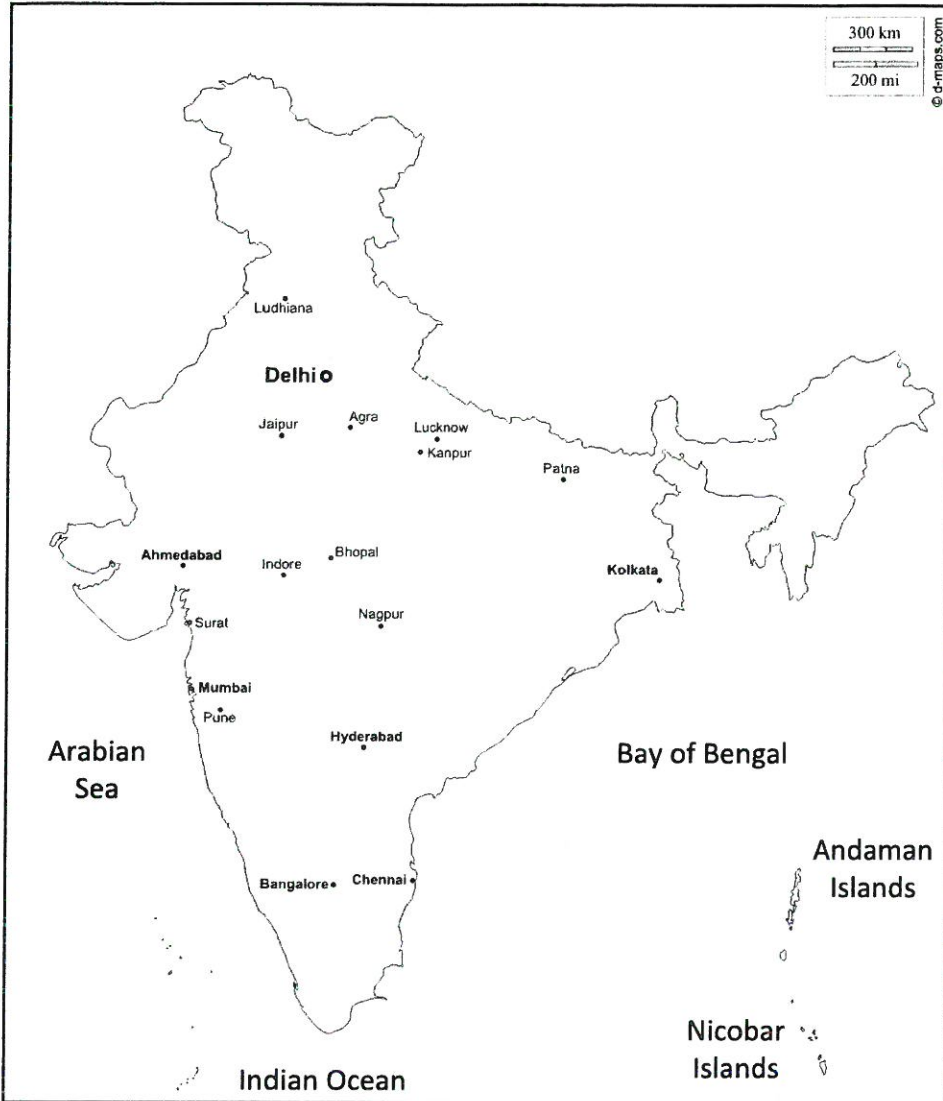 300 km
200 mi
© d-maps.com
Ludhiana
Delhi
Jaipur
Agra
Lucknow
Kanpur
Patna
Ahmedabad
Indore
Bhopal
Kolkata
Surat
Nagpur
Mumbai
Pune
Hyderabad
Arabian
Sea
Bay of Bengal
Bangalore
Chennai
Andaman
Islands
Nicobar
Islands
Indian Ocean